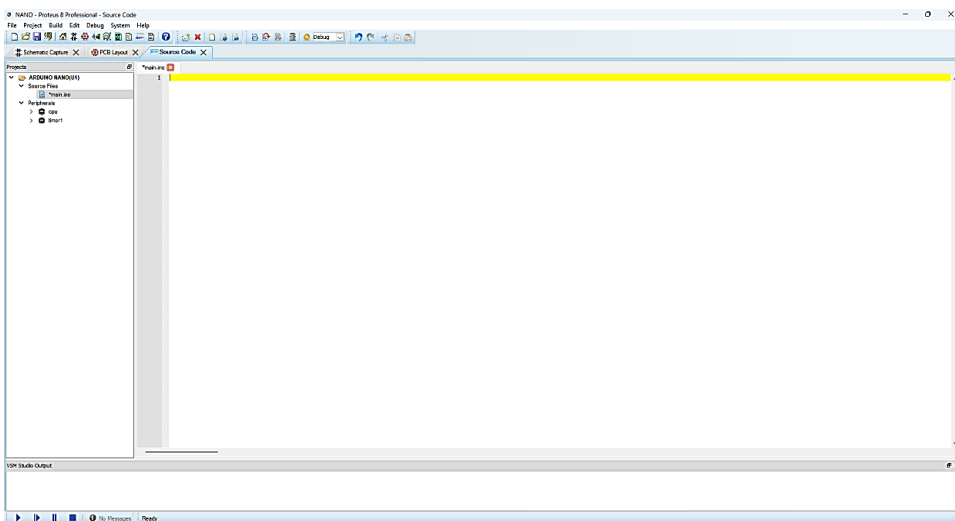 NANO - Proteus 8 Professional - Source Code
File Project Build Edit Debug System Help
Debug
Schematic Capture
PCB Layout
Source Code
Projects
*main.ino
ARDUINO NANO(U1)
1
Source Files
*main.ino
Peripherals
cpu
timer1
VSM Studio Output
No Messages
Ready